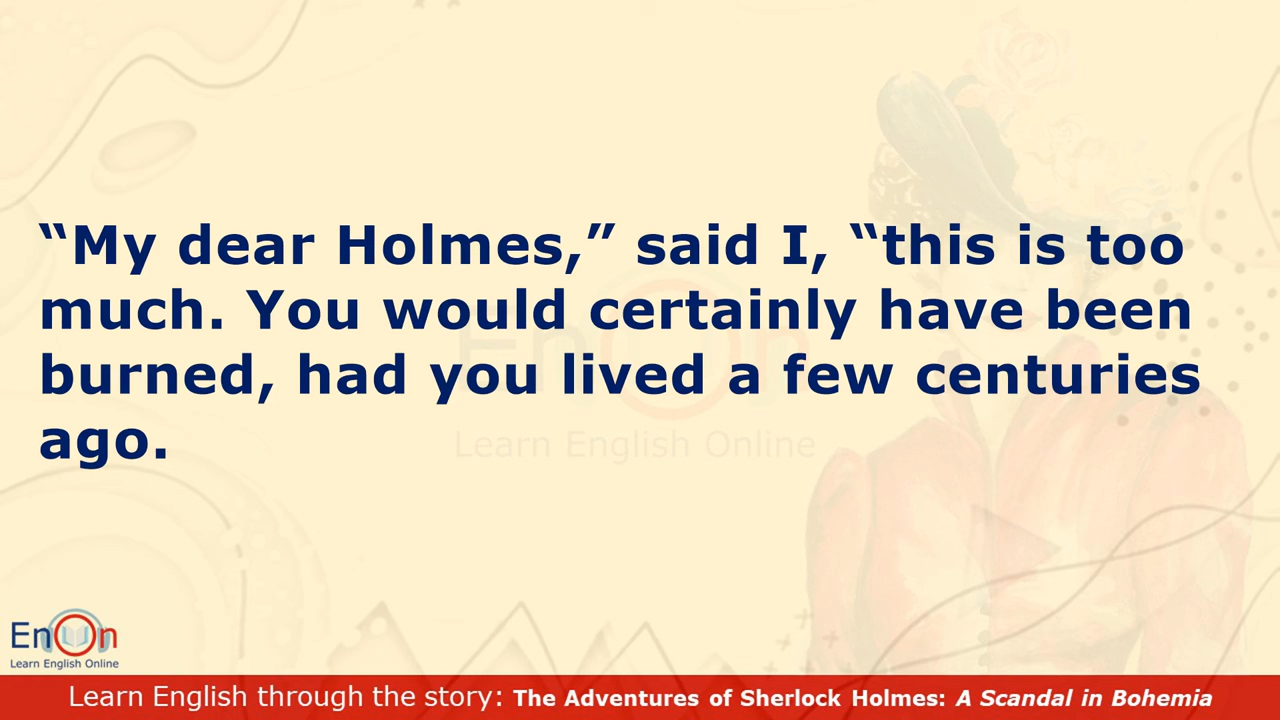 “My dear Holmes,” said I, “this is too
much. You would certainly have been
burned, had you lived a few centuries
ago.
EnOn
Learn English Online
EnOn
Learn English Online
Learn English through the story: The Adventures of Sherlock Holmes: A Scandal in Bohemia